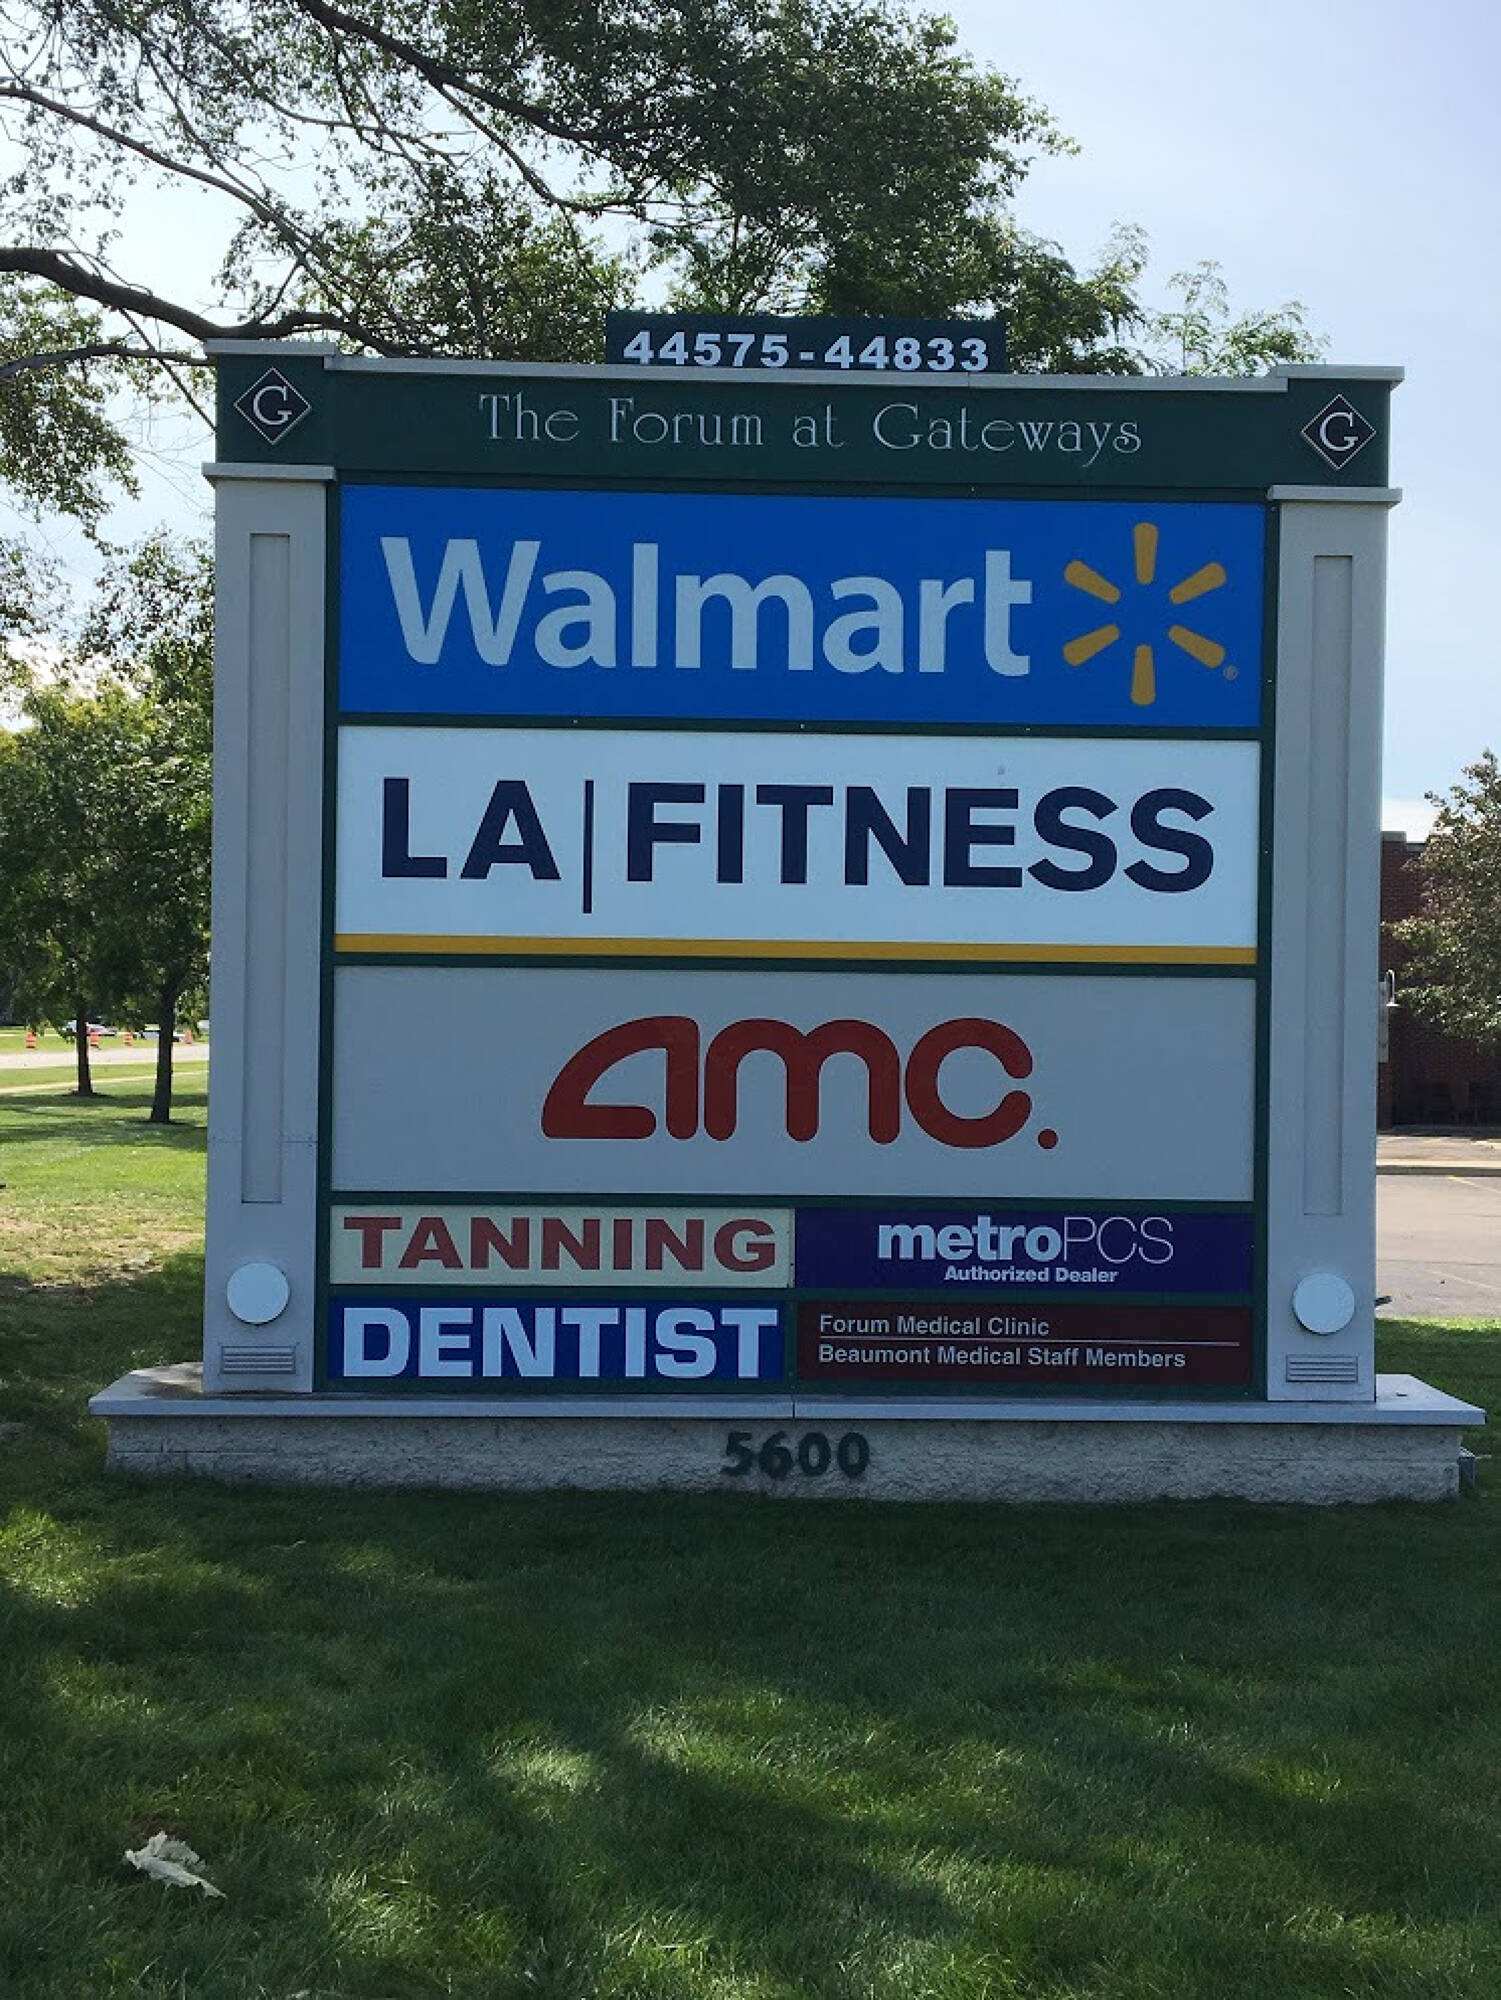 44575-44833
G The Forum at Gateways G
Walmart ®
LA|FITNESS
amc.
TANNING
metroPCS
Authorized Dealer
DENTIST
Forum Medical Clinic
Beaumont Medical Staff Members
5600